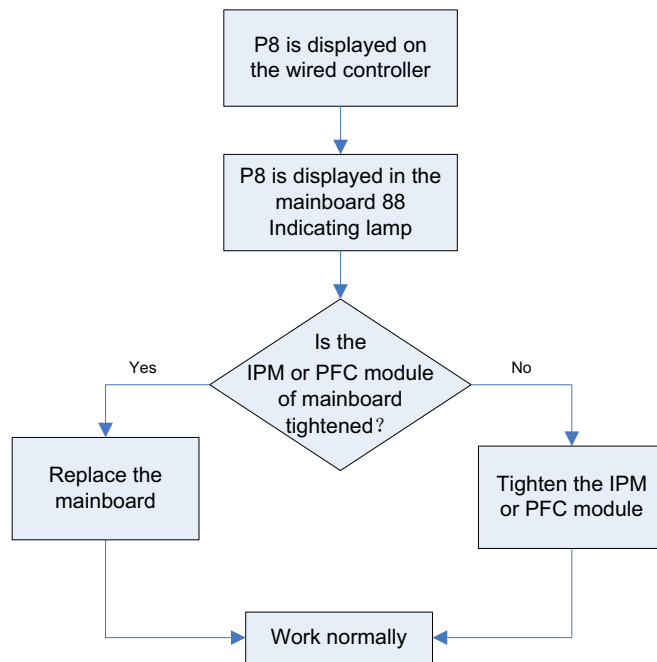 P8 is displayed on
the wired controller
P8 is displayed in the
mainboard 88
Indicating lamp
Is the
IPM or PFC module
of mainboard
tightened？
Yes
No
Replace the
mainboard
Tighten the IPM
or PFC module
Work normally